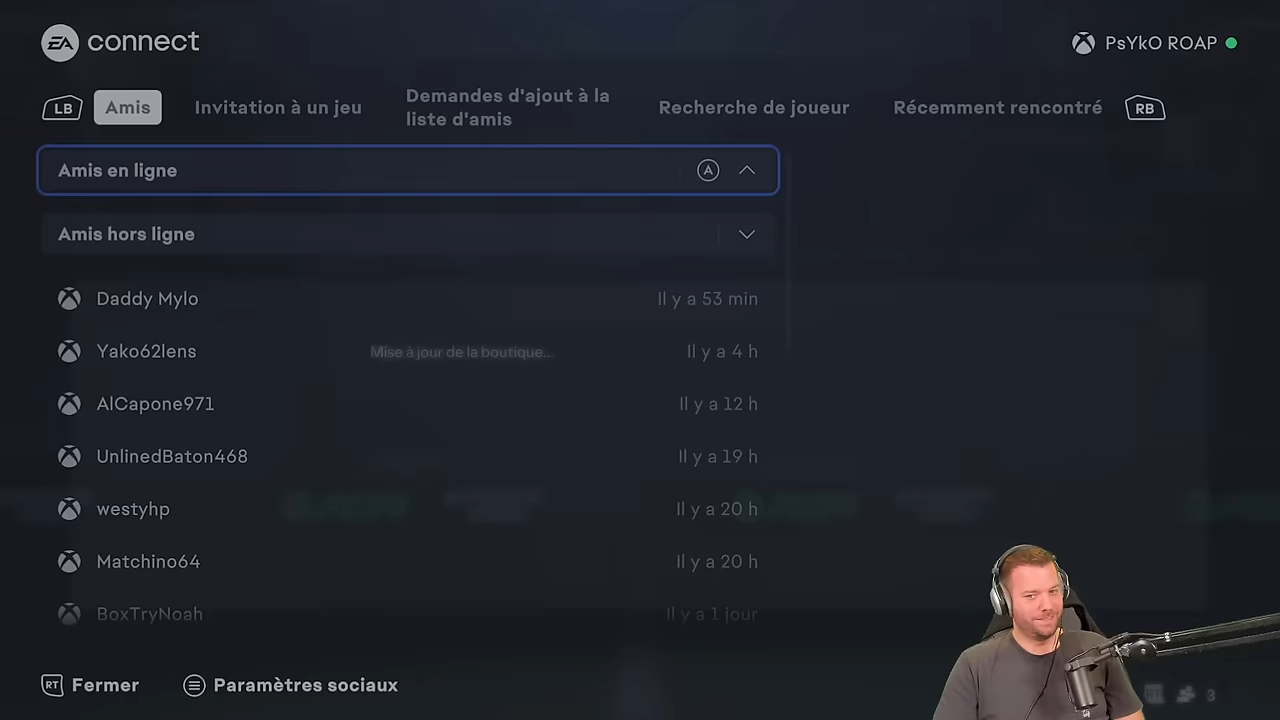 EA connect
PsYkO ROAP
LB Amis Invitation à un jeu Demandes d'ajout à la liste d'amis Recherche de joueur Récemment rencontré RB
Amis en ligne A
Amis hors ligne
Daddy Mylo Il y a 53 min
Yako62lens Mise à jour de la boutique... Il y a 4 h
AlCapone971 Il y a 12 h
UnlinedBaton468 Il y a 19 h
westyhp Il y a 20 h
Matchino64 Il y a 20 h
BoxTryNoah Il y a 1 jour
RT Fermer Paramètres sociaux
3